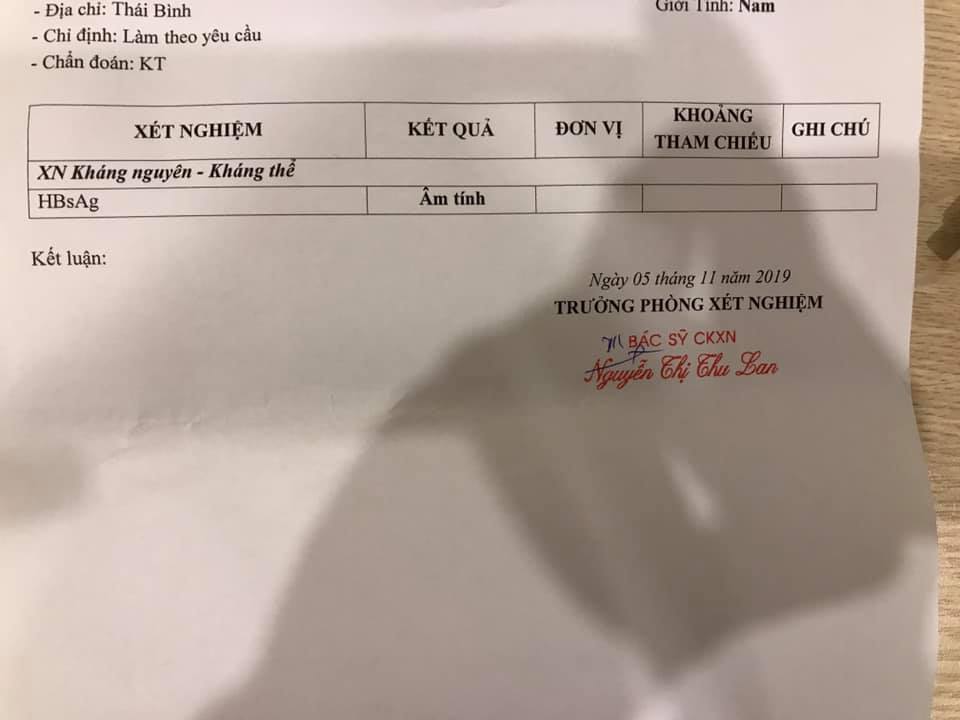 - Địa chỉ: Thái Bình
Giới Tính: Nam
- Chỉ định: Làm theo yêu cầu
- Chẩn đoán: KT
XÉT NGHIỆM KẾT QUẢ ĐƠN VỊ KHOẢNG THAM CHIẾU GHI CHÚ
XN Kháng nguyên - Kháng thể
HBsAg Âm tính
Kết luận:
Ngày 05 tháng 11 năm 2019
TRƯỞNG PHÒNG XÉT NGHIỆM
BÁC SỸ CKXN
Nguyễn Thị Thu Lan